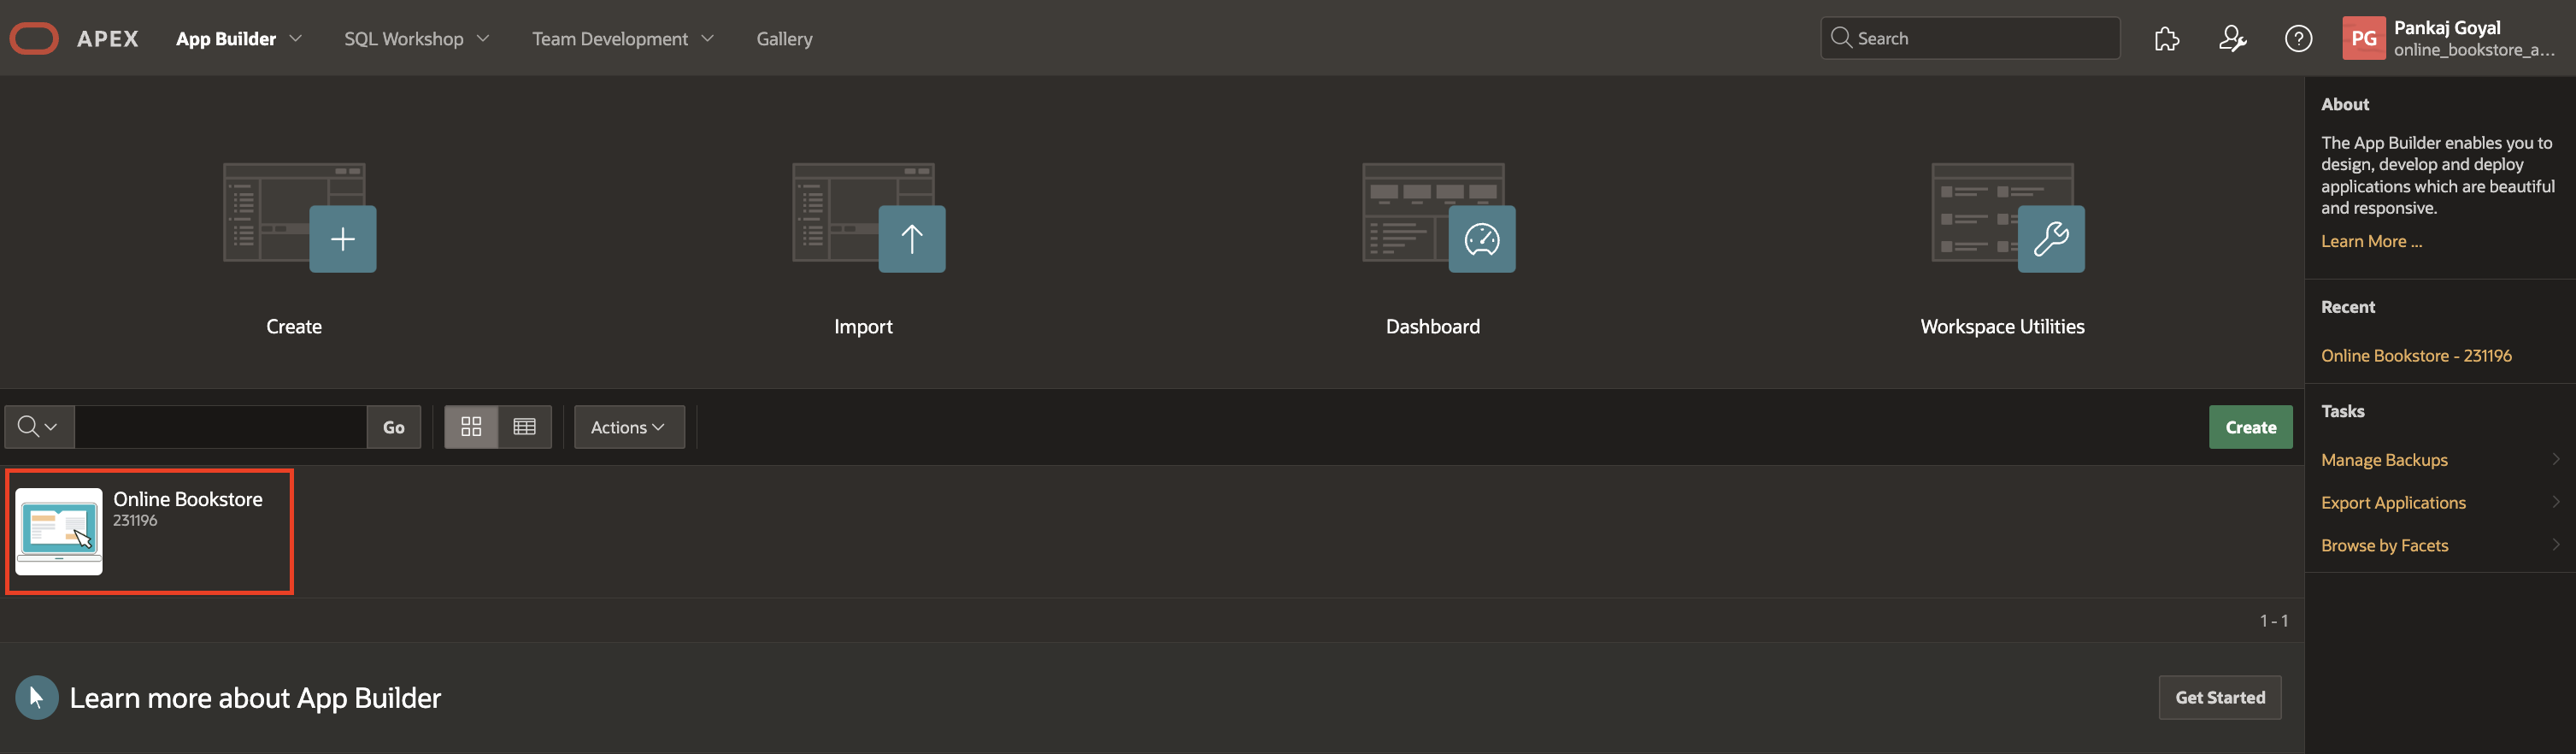 APEX
App Builder
SQL Workshop
Team Development
Gallery
Search
PG
Pankaj Goyal
online_bookstore_a...
Create
Import
Dashboard
Workspace Utilities
Go
Actions
Create
Online Bookstore
231196
1 - 1
Learn more about App Builder
Get Started
About
The App Builder enables you to
design, develop and deploy
applications which are beautiful
and responsive.
Learn More ...
Recent
Online Bookstore - 231196
Tasks
Manage Backups
Export Applications
Browse by Facets